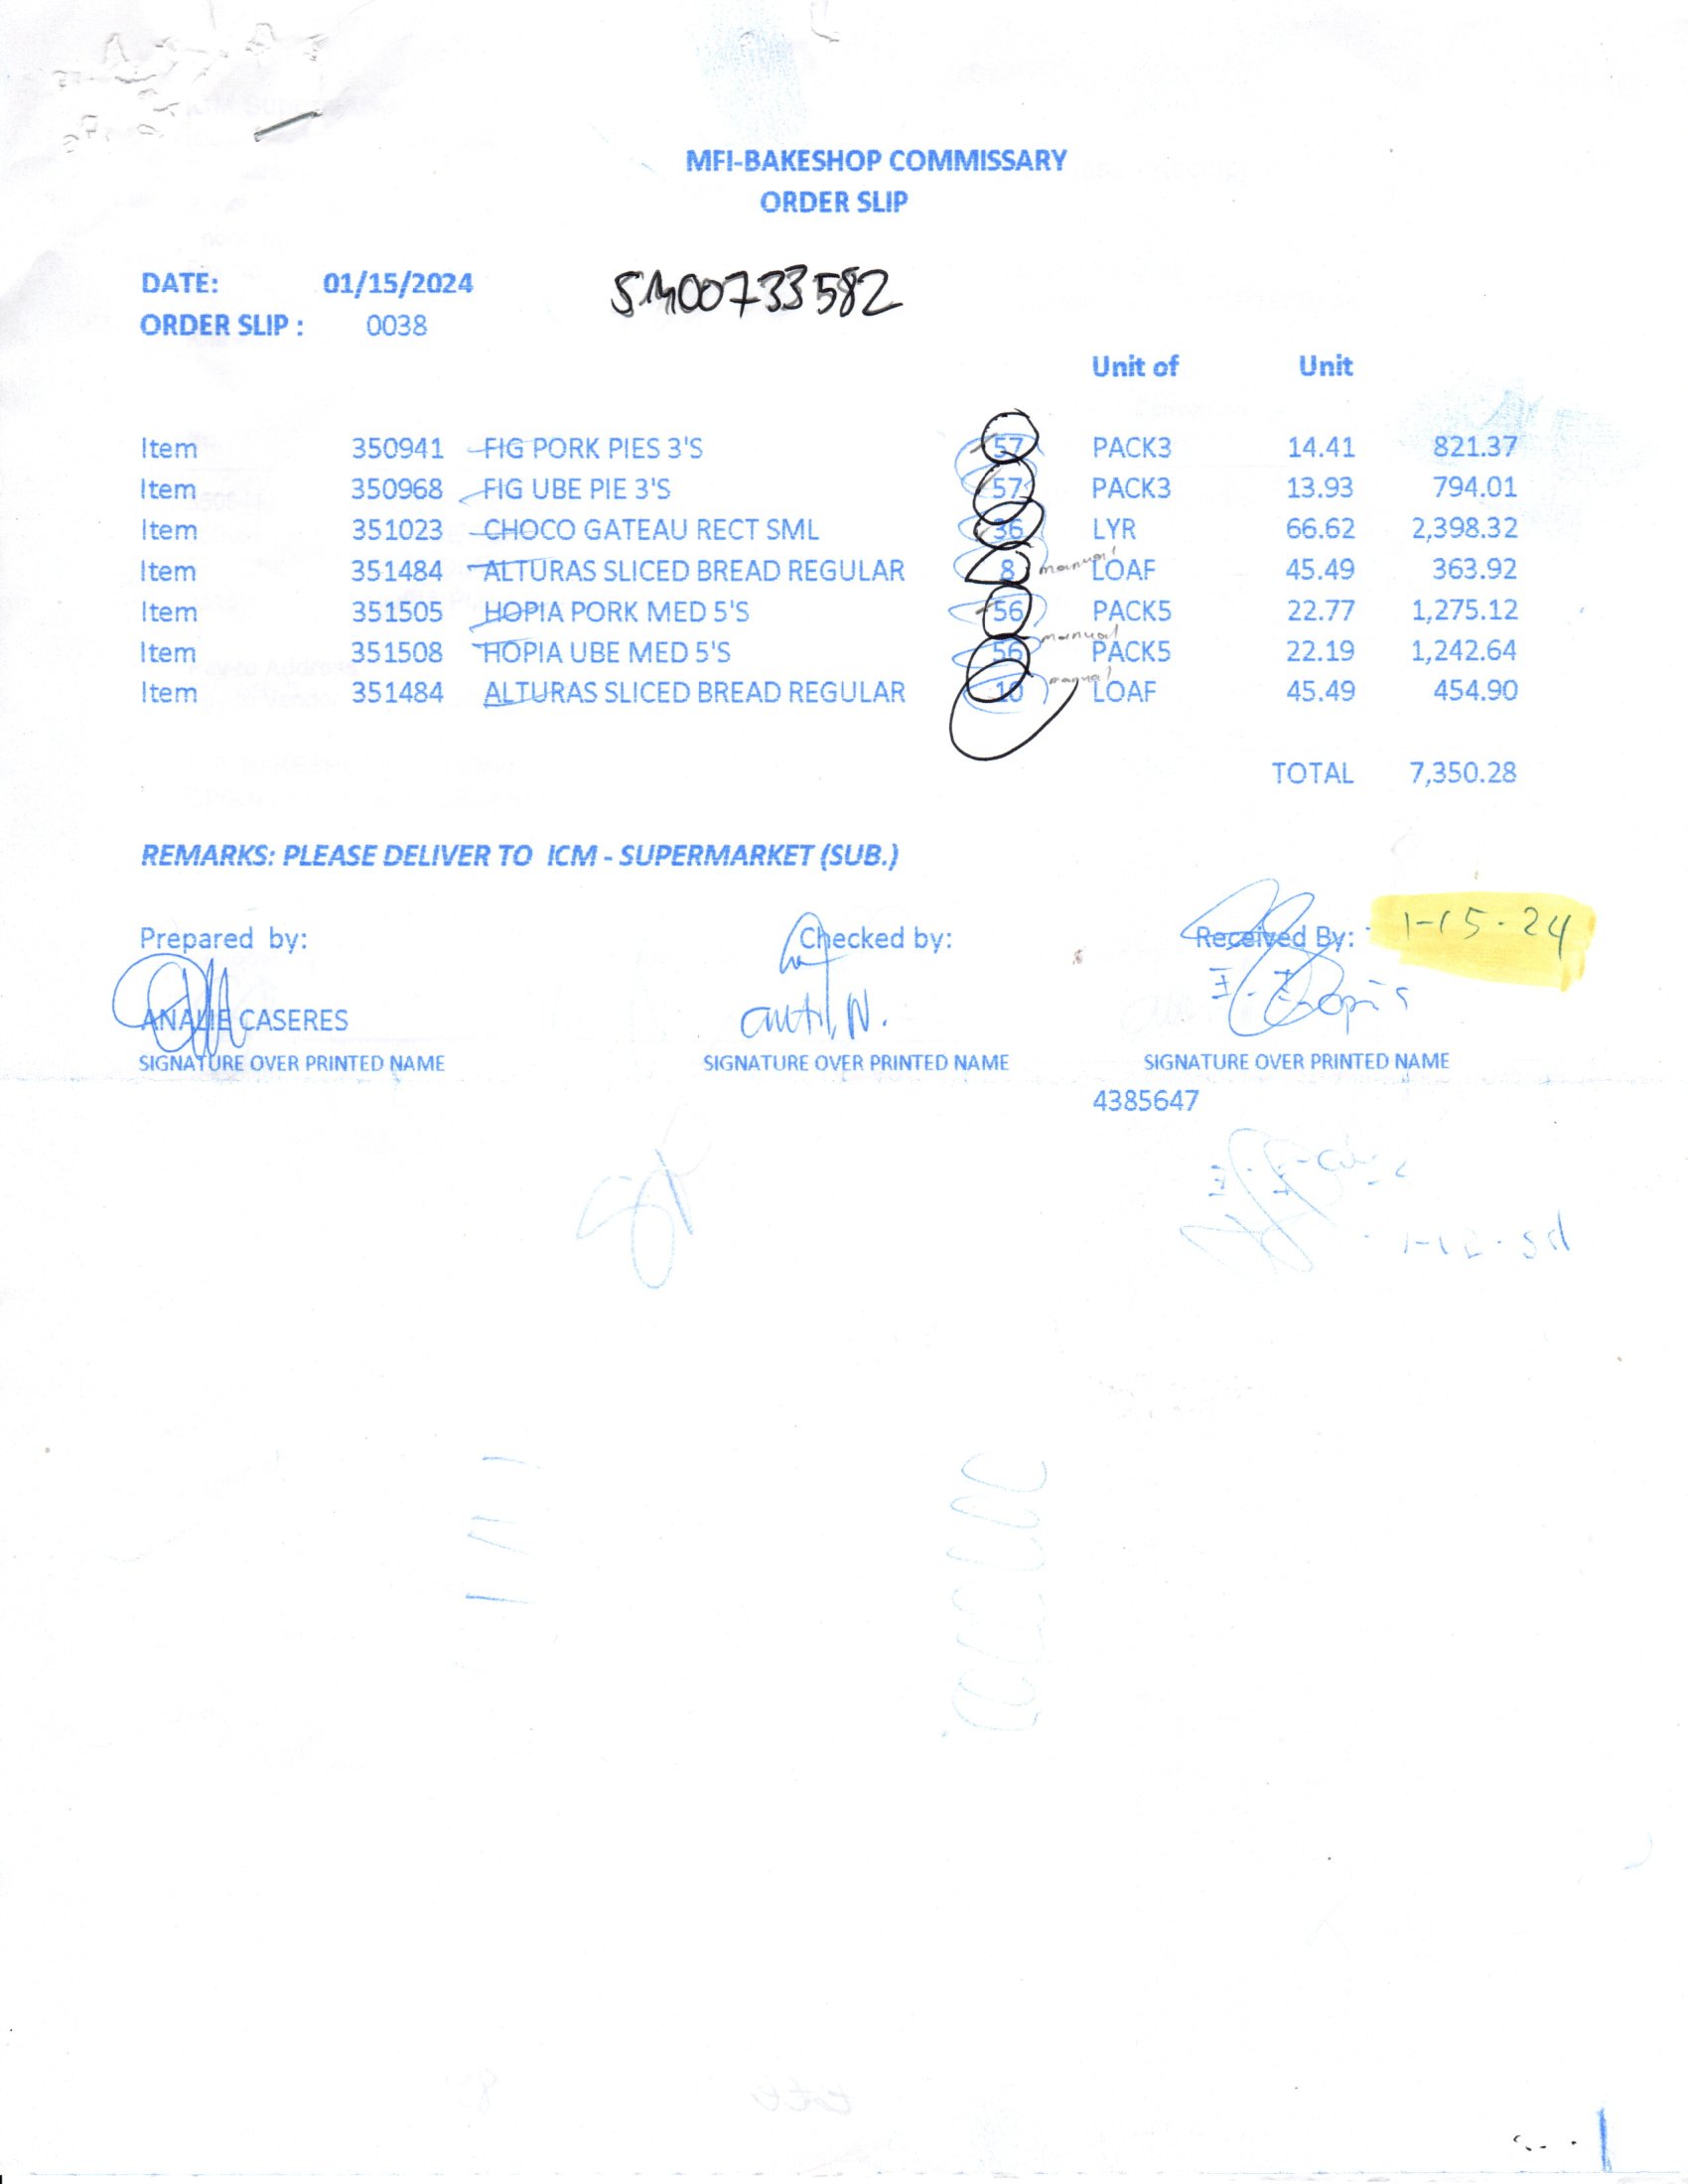 MFI-BAKESHOP COMMISSARY
ORDER SLIP
DATE: 01/15/2024 SM00733582
ORDER SLIP : 0038
Unit of Unit
Item 350941 FIG PORK PIES 3'S 57 PACK3 14.41 821.37
Item 350968 FIG UBE PIE 3'S 57 PACK3 13.93 794.01
Item 351023 CHOCO GATEAU RECT SML 36 LYR 66.62 2,398.32
Item 351484 ALTURAS SLICED BREAD REGULAR 8 manual LOAF 45.49 363.92
Item 351505 HOPIA PORK MED 5'S 56 PACK5 22.77 1,275.12
Item 351508 HOPIA UBE MED 5'S 56 manual PACK5 22.19 1,242.64
Item 351484 ALTURAS SLICED BREAD REGULAR 10 manual LOAF 45.49 454.90
TOTAL 7,350.28
REMARKS: PLEASE DELIVER TO ICM - SUPERMARKET (SUB.)
Prepared by: Checked by: Received By: 1-15-24
ANALIE CASERES
SIGNATURE OVER PRINTED NAME SIGNATURE OVER PRINTED NAME SIGNATURE OVER PRINTED NAME
4385647